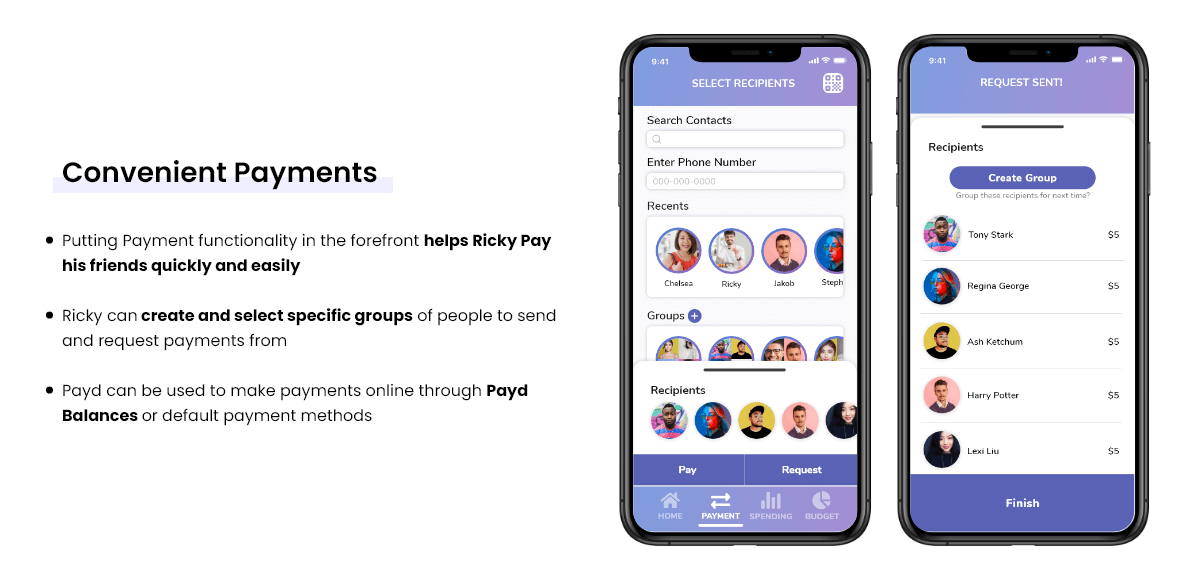 Convenient Payments
Putting Payment functionality in the forefront helps Ricky Pay
his friends quickly and easily
Ricky can create and select specific groups of people to send
and request payments from
Payd can be used to make payments online through Payd
Balances or default payment methods
9:41
SELECT RECIPIENTS
Search Contacts
Enter Phone Number
000-000-0000
Recents
Chelsea
Ricky
Jakob
Steph
Groups
Recipients
Pay
Request
HOME
PAYMENT
SPENDING
BUDGET
9:41
REQUEST SENT!
Recipients
Create Group
Group these recipients for next time?
Tony Stark $5
Regina George $5
Ash Ketchum $5
Harry Potter $5
Lexi Liu $5
Finish